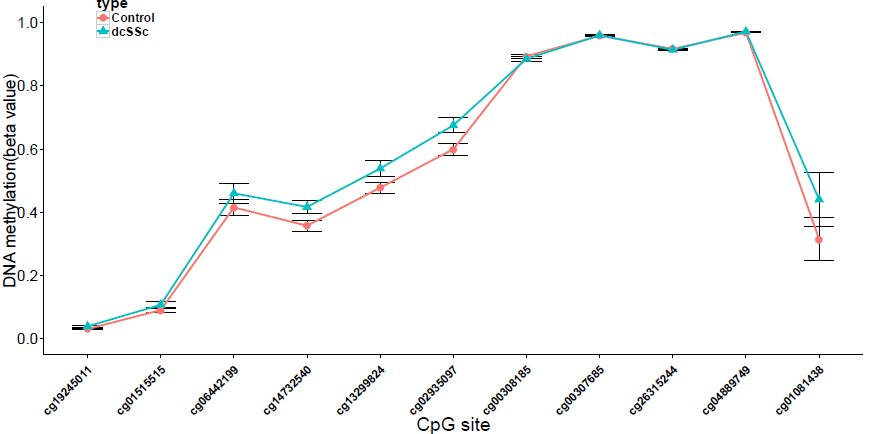 type
Control
dcSSc
1.0
0.8
0.6
0.4
0.2
0.0
DNA methylation(beta value)
cg19245011
cg01515515
cg06442199
cg14732540
cg13299824
cg02935097
cg00308185
cg00307685
cg26315244
cg04889749
cg01081438
CpG site